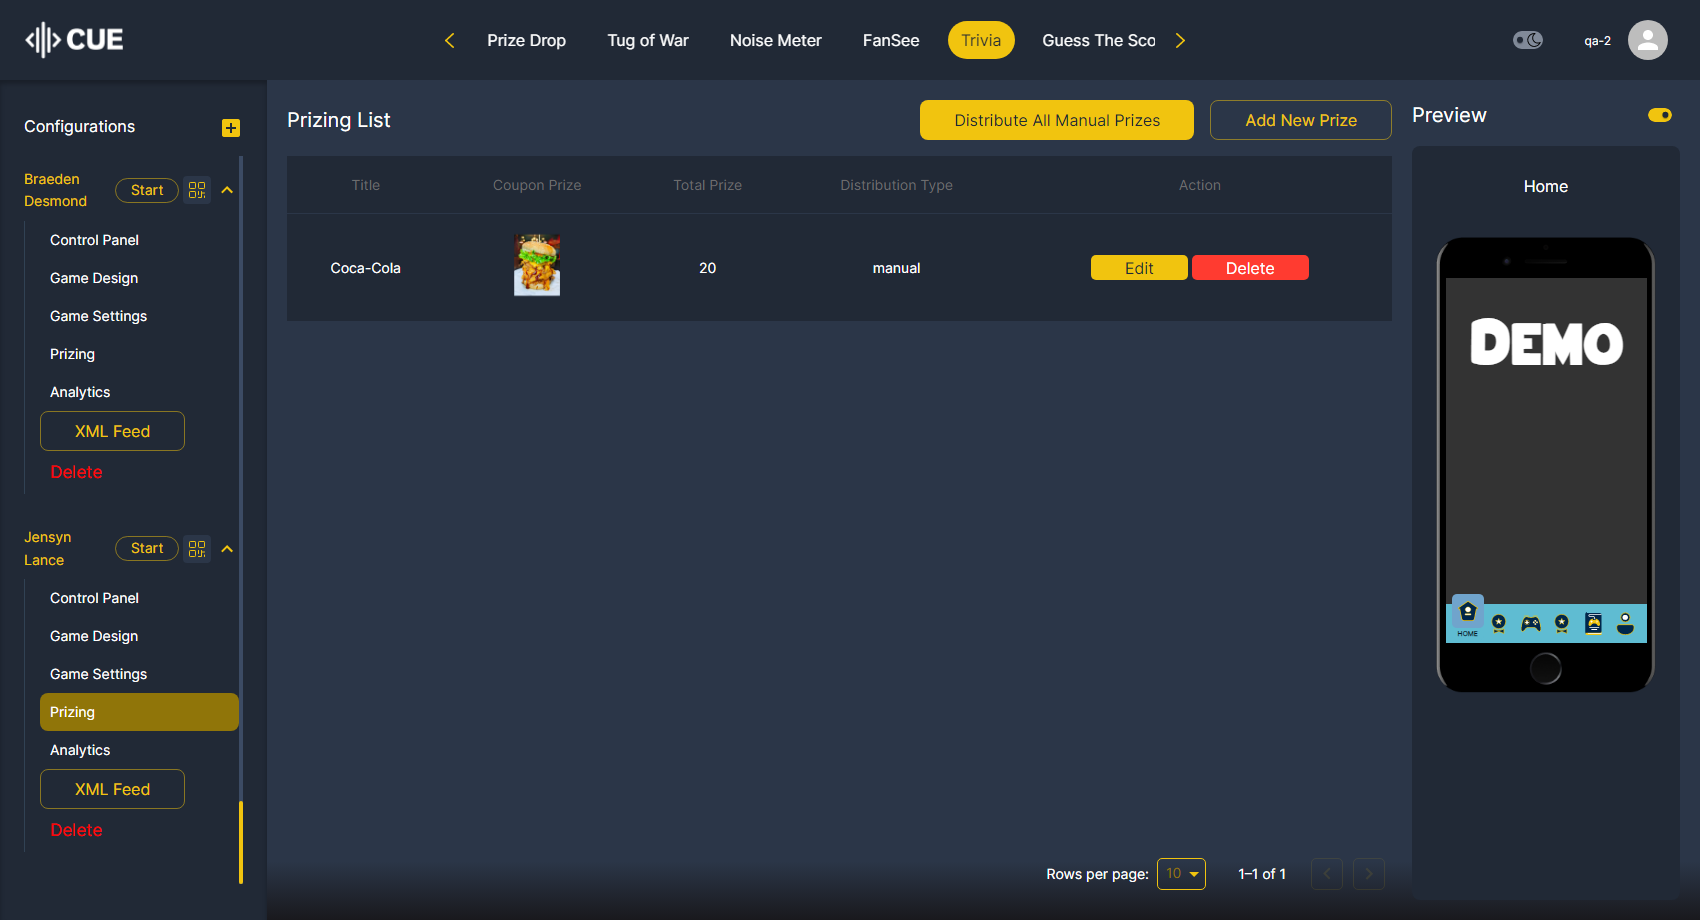 CUE
Prize Drop
Tug of War
Noise Meter
FanSee
Trivia
Guess The Sco
qa-2
Configurations
Braeden
Desmond
Start
Control Panel
Game Design
Game Settings
Prizing
Analytics
XML Feed
Delete
Jensyn
Lance
Start
Control Panel
Game Design
Game Settings
Prizing
Analytics
XML Feed
Delete
Prizing List
Distribute All Manual Prizes
Add New Prize
Title
Coupon Prize
Total Prize
Distribution Type
Action
Coca-Cola
20
manual
Edit
Delete
Rows per page:
10
1–1 of 1
Preview
Home
DEMO
HOME